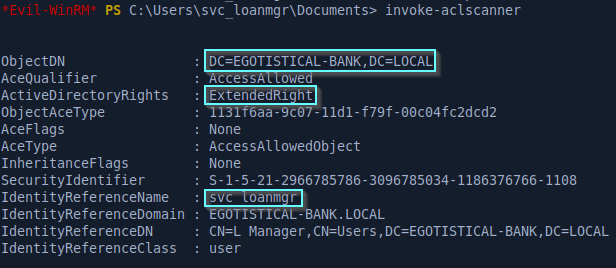 *Evil-WinRM* PS C:\Users\svc_loanmgr\Documents> invoke-aclscanner
ObjectDN : DC=EGOTISTICAL-BANK,DC=LOCAL
AceQualifier : AccessAllowed
ActiveDirectoryRights : ExtendedRight
ObjectAceType : 1131f6aa-9c07-11d1-f79f-00c04fc2dcd2
AceFlags : None
AceType : AccessAllowedObject
InheritanceFlags : None
SecurityIdentifier : S-1-5-21-2966785786-3096785034-1186376766-1108
IdentityReferenceName : svc_loanmgr
IdentityReferenceDomain : EGOTISTICAL-BANK.LOCAL
IdentityReferenceDN : CN=L Manager,CN=Users,DC=EGOTISTICAL-BANK,DC=LOCAL
IdentityReferenceClass : user